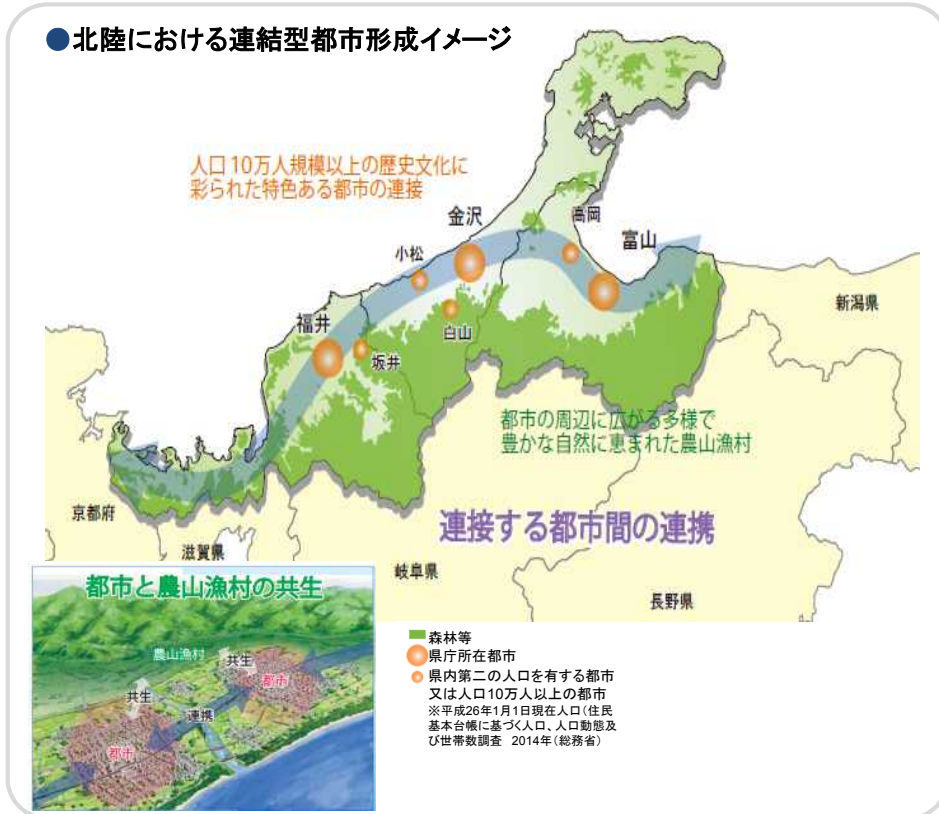 ●北陸における連結型都市形成イメージ
人口10万人規模以上の歴史文化に
彩られた特色ある都市の連接
金沢
高岡
小松
富山
新潟県
福井
白山
坂井
都市の周辺に広がる多様で
豊かな自然に恵まれた農山漁村
京都府
連接する都市間の連携
滋賀県
岐阜県
長野県
都市と農山漁村の共生
農山漁村
共生
都市
共生
連携
都市
森林等
県庁所在都市
県内第二の人口を有する都市
又は人口10万人以上の都市
※平成26年1月1日現在人口(住民
基本台帳に基づく人口、人口動態及
び世帯数調査 2014年(総務省)